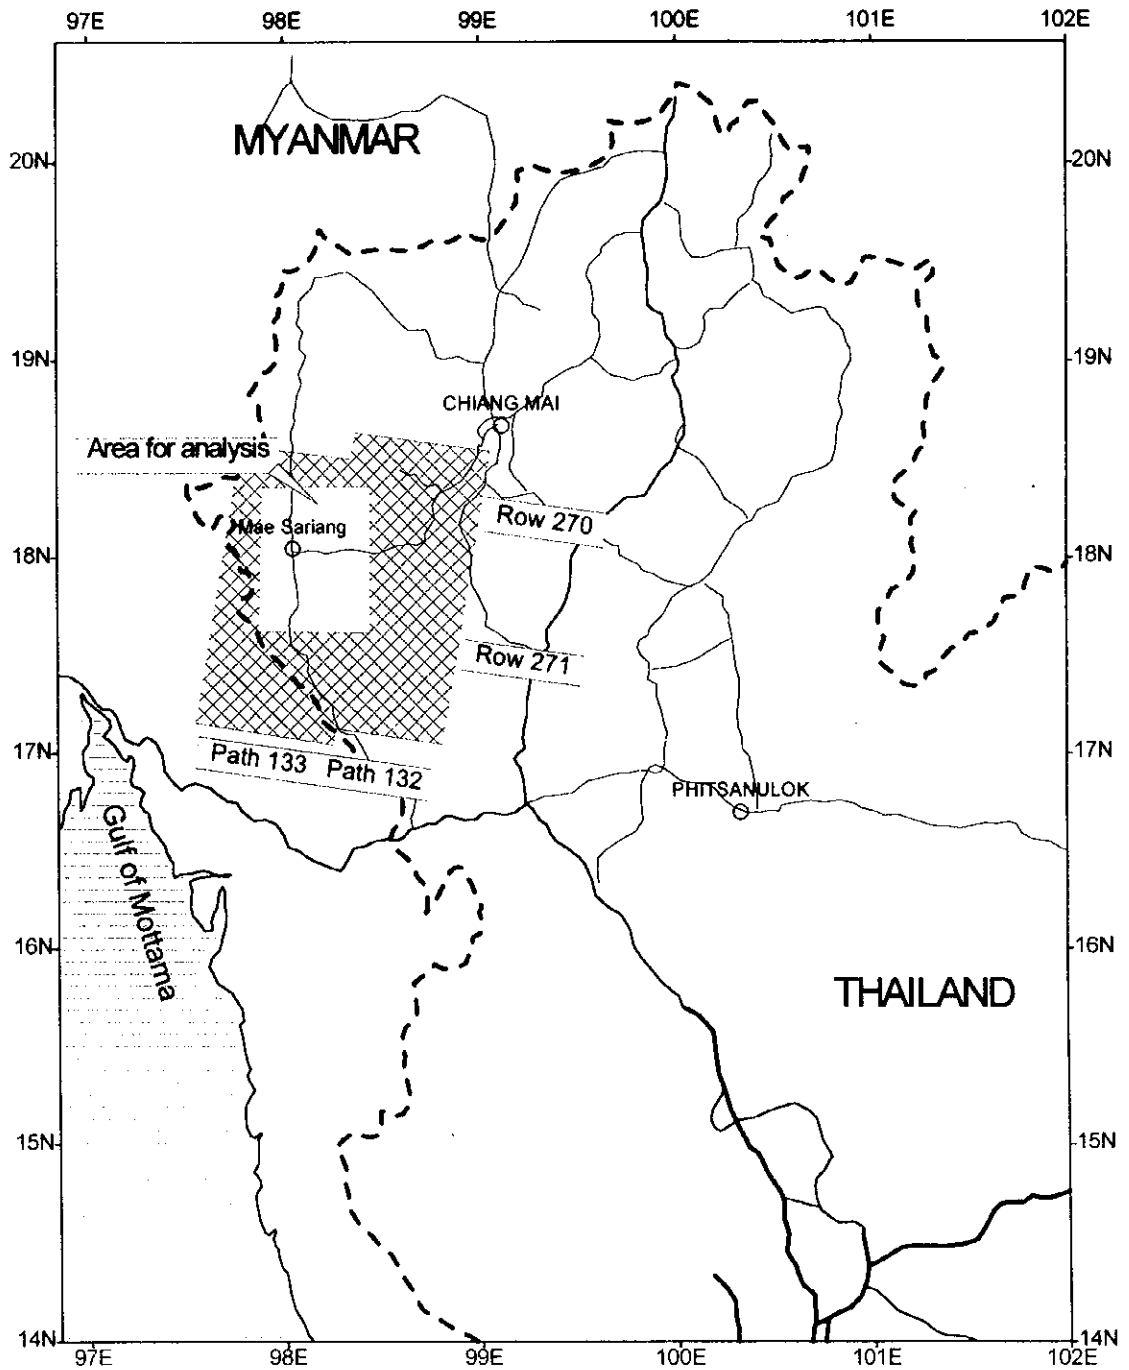 97E 98E 99E 100E 101E 102E
MYANMAR
20N 20N
19N 19N
CHIANG MAI
Area for analysis
Row 270
Mae Sariang
18N 18N
Row 271
17N 17N
Path 133 Path 132
PHITSANULOK
Gulf of Mottama
16N 16N
THAILAND
15N 15N
14N 14N
97E 98E 99E 100E 101E 102E